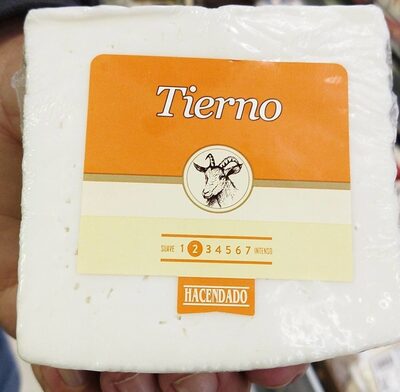 Tierno
SUAVE 1 2 3 4 5 6 7 INTENSO
HACENDADO